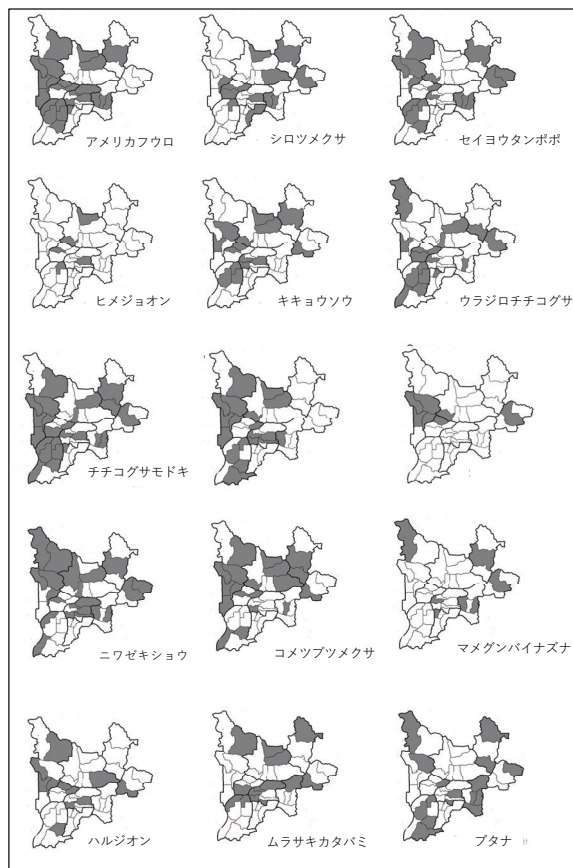 アメリカフウロ
シロツメクサ
セイヨウタンポポ
ヒメジョオン
キキョウソウ
ウラジロチチコグサ
チチコグサモドキ
ニワゼキショウ
コメツブツメクサ
マメグンバイナズナ
ハルジオン
ムラサキカタバミ
ブタナ